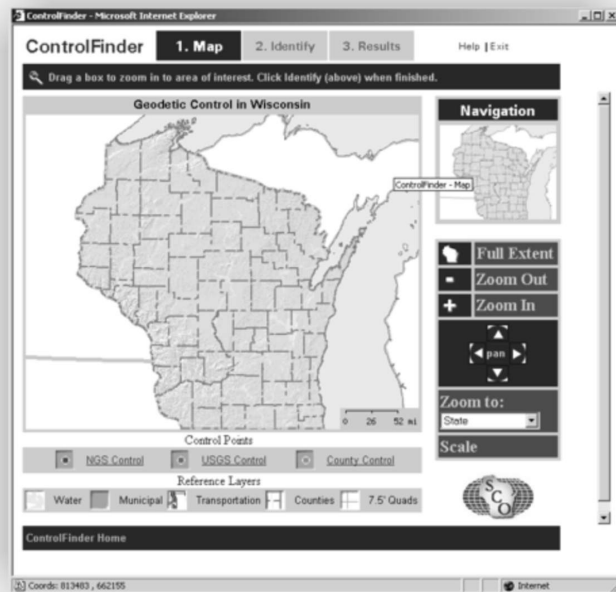 ControlFinder - Microsoft Internet Explorer
ControlFinder
1. Map
2. Identify
3. Results
Help | Exit
Drag a box to zoom in to area of interest. Click Identify (above) when finished.
Geodetic Control in Wisconsin
Navigation
ControlFinder - Map
Full Extent
- Zoom Out
+ Zoom In
pan
Zoom to:
State
Scale
0 26 52 mi
Control Points
NGS Control
USGS Control
County Control
Reference Layers
Water
Municipal
Transportation
Counties
7.5' Quads
SCO
ControlFinder Home
Coords: 813483 , 662155
Internet